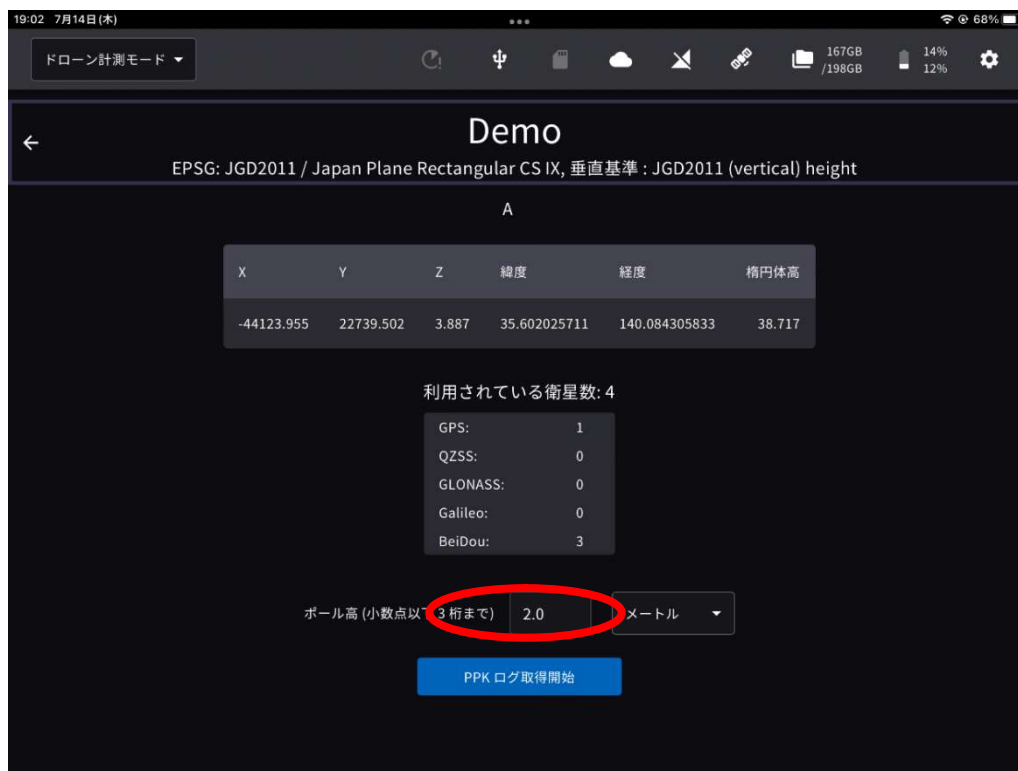 19:02 7月14日(木)
68%
ドローン計測モード
167GB
/198GB
14%
12%
Demo
EPSG: JGD2011 / Japan Plane Rectangular CS IX, 垂直基準 : JGD2011 (vertical) height
A
X Y Z 緯度 経度 楕円体高
-44123.955 22739.502 3.887 35.602025711 140.084305833 38.717
利用されている衛星数: 4
GPS: 1
QZSS: 0
GLONASS: 0
Galileo: 0
BeiDou: 3
ポール高 (小数点以下 3 桁まで) 2.0 メートル
PPK ログ取得開始